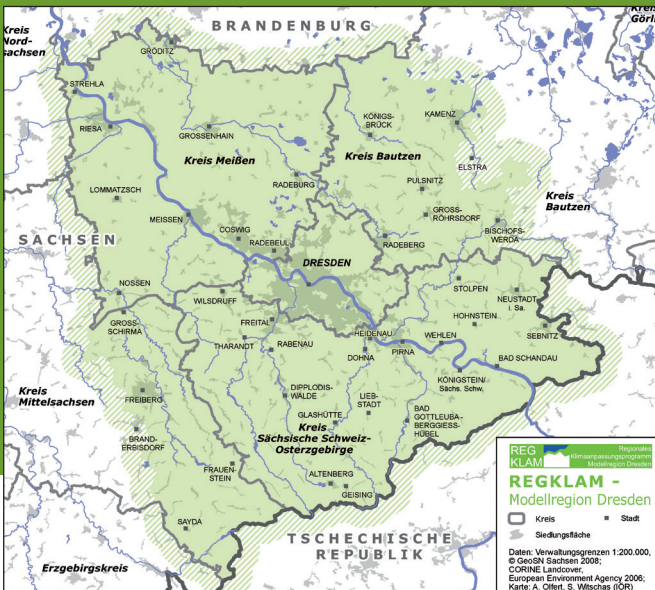 BRANDENBURG
Kreis
Nord-
sachsen
Kreis
Görli
GRÖDITZ
STREHLA
RIESA
GROSSENHAIN
KÖNIGS-
BRÜCK
KAMENZ
Kreis Meißen
Kreis Bautzen
ELSTRA
LOMMATZSCH
RADEBURG
PULSNITZ
Kreis
Bautzen
MEISSEN
GROSS-
RÖHRSDORF
COSWIG
RADEBEUL
RADEBERG
BISCHOFS-
WERDA
SACHSEN
DRESDEN
NOSSEN
WILSDRUFF
STOLPEN
NEUSTADT
i. Sa.
GROSS-
SCHIRMA
FREITAL
HOHNSTEIN
THARANDT
RABENAU
HEIDENAU
DOHNA
PIRNA
WEHLEN
SEBNITZ
BAD SCHANDAU
KÖNIGSTEIN/
Sächs. Schw.
Kreis
Mittelsachsen
FREIBERG
DIPPLODIS-
WALDE
LIEB-
STADT
GLASHÜTTE
BAD
GOTTLEUBA-
BERGGIESS-
HÜBEL
BRAND-
ERBISDORF
Kreis
Sächsische Schweiz-
Osterzgebirge
FRAUEN-
STEIN
ALTENBERG
GEISING
SAYDA
TSCHECHISCHE
REPUBLIK
Erzgebirgskreis
REG
KLAM
Regionales
Klimaanpassungsprogramm
Modellregion Dresden
REGKLAM -
Modellregion Dresden
Kreis
Stadt
Siedlungsfläche
Daten: Verwaltungsgrenzen 1:200.000,
© GeoSN Sachsen 2008;
CORINE Landcover,
European Environment Agency 2006;
Karte: A. Olfert, S. Witschas (IÖR)